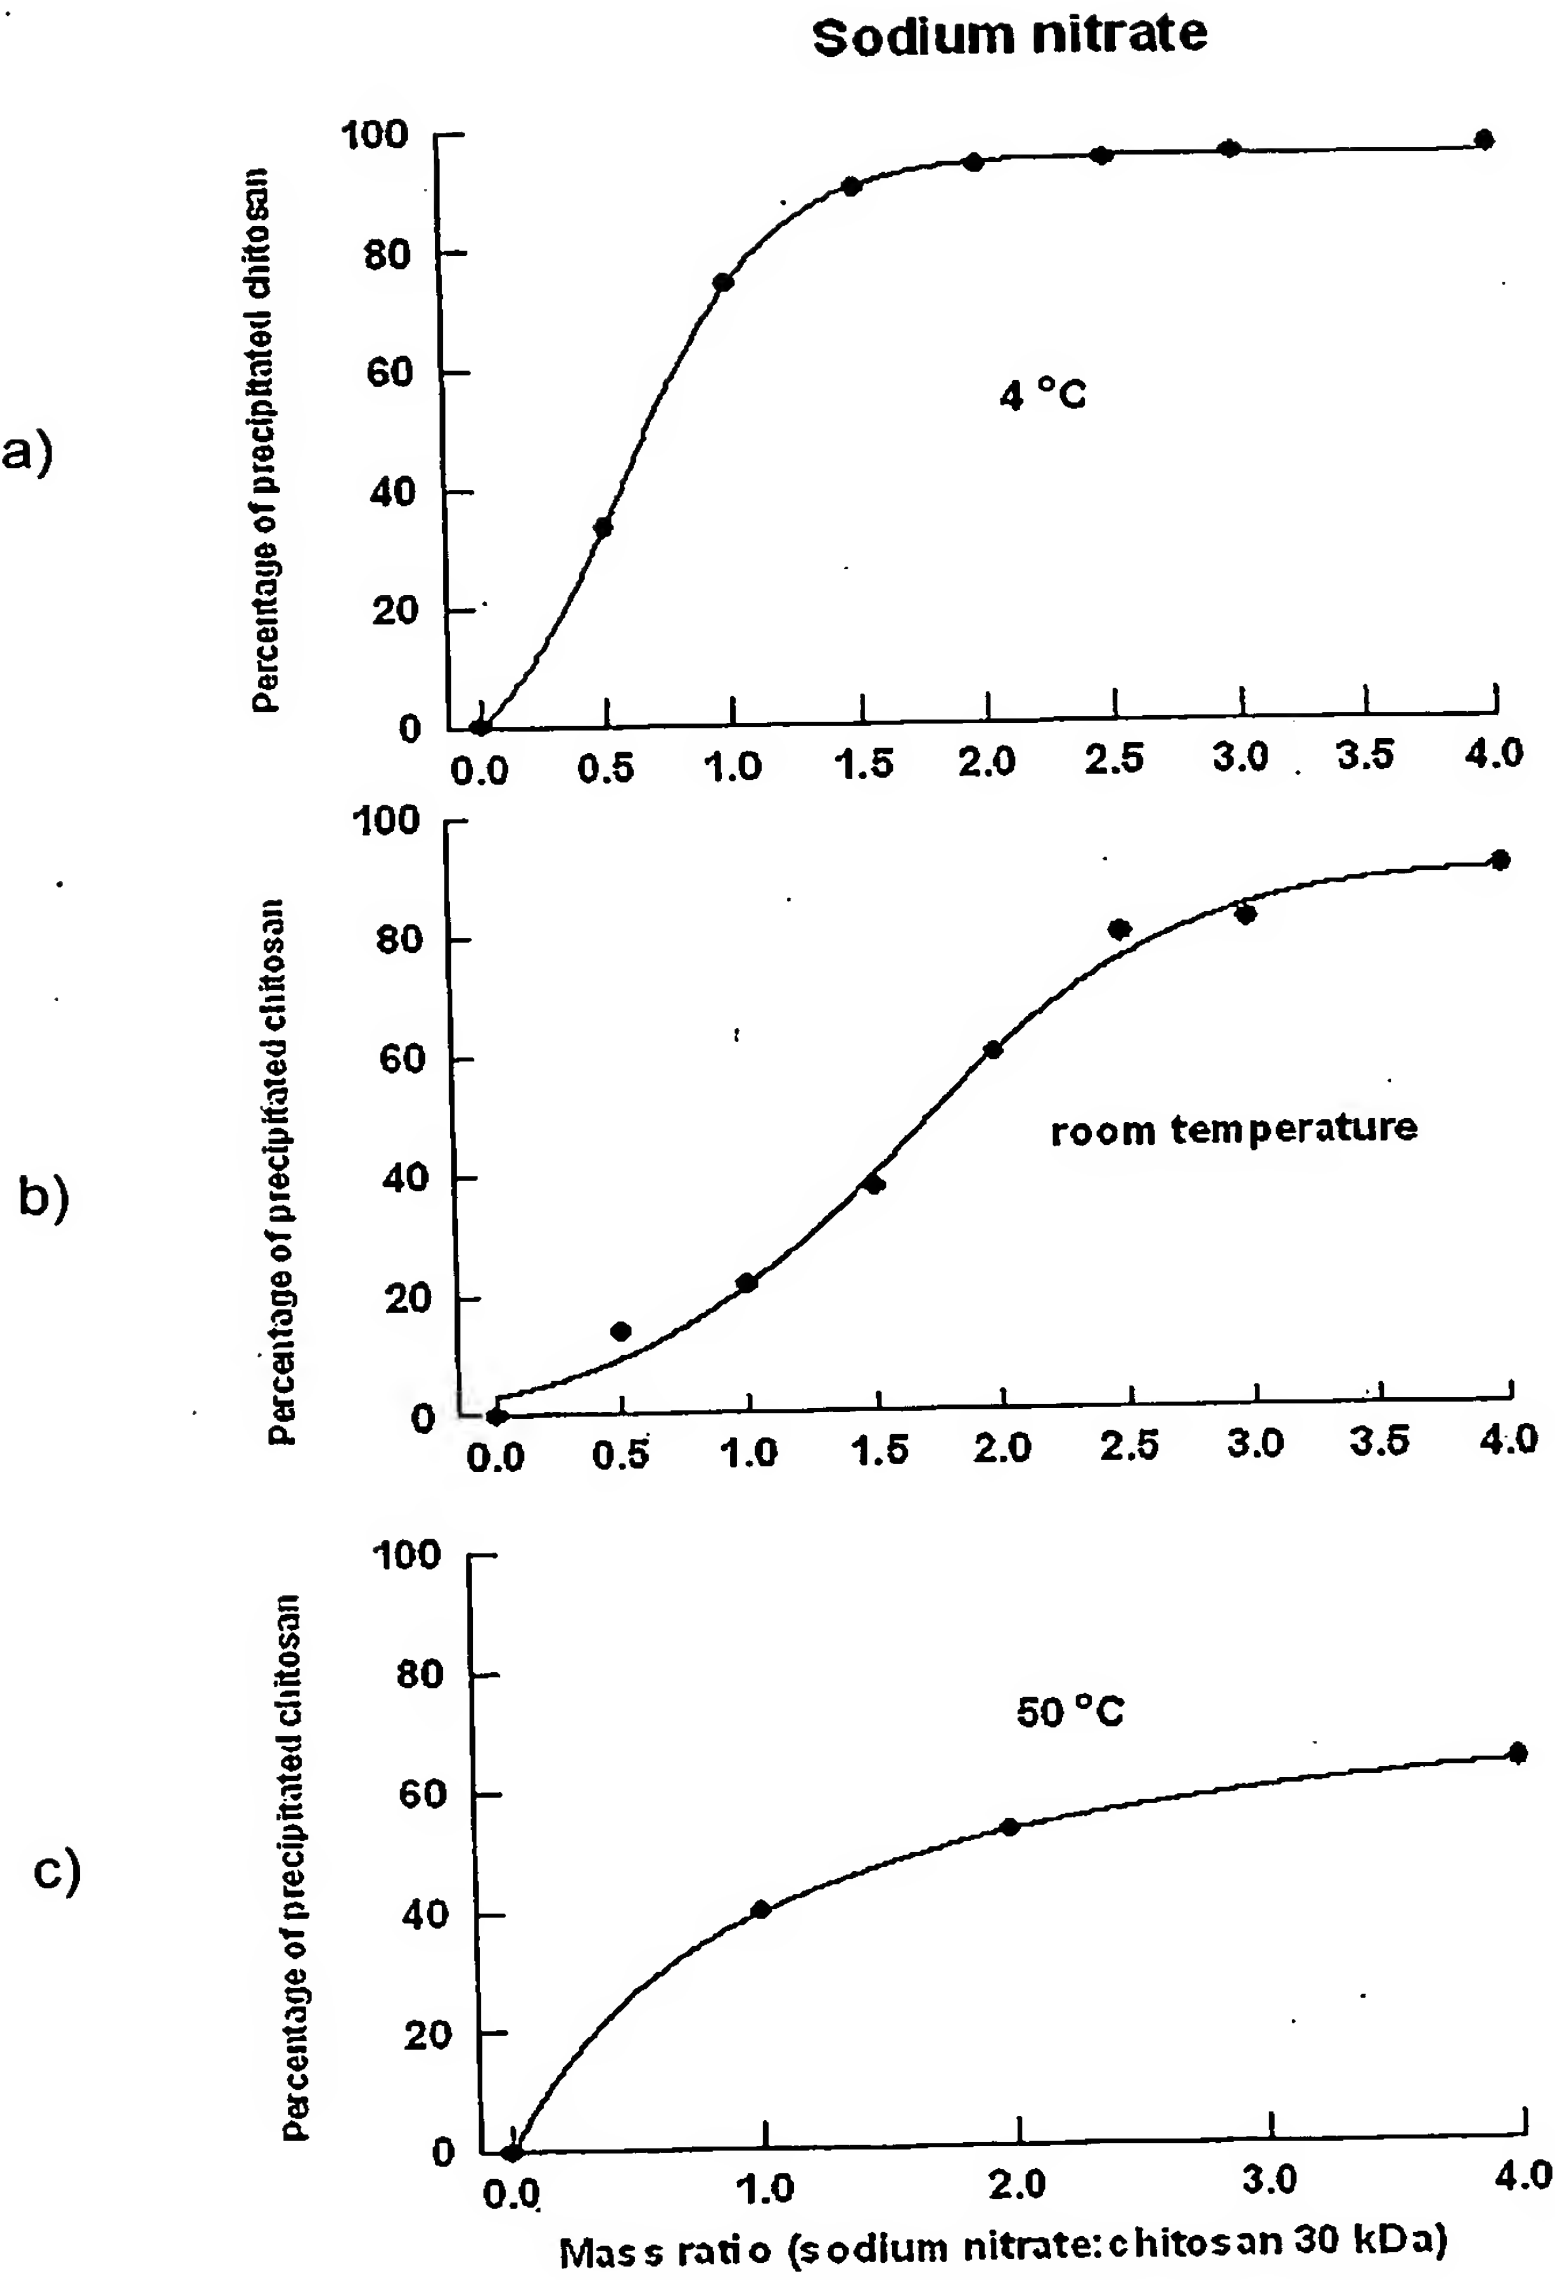 Sodium nitrate
a)
Percentage of precipitated chitosan
100
80
60
40
20
0
4 °C
0.0 0.5 1.0 1.5 2.0 2.5 3.0 3.5 4.0
b)
Percentage of precipitated chitosan
100
80
60
40
20
0
room temperature
0.0 0.5 1.0 1.5 2.0 2.5 3.0 3.5 4.0
c)
Percentage of precipitated chitosan
100
80
60
40
20
0
50 °C
0.0 1.0 2.0 3.0 4.0
Mass ratio (sodium nitrate:chitosan 30 kDa)